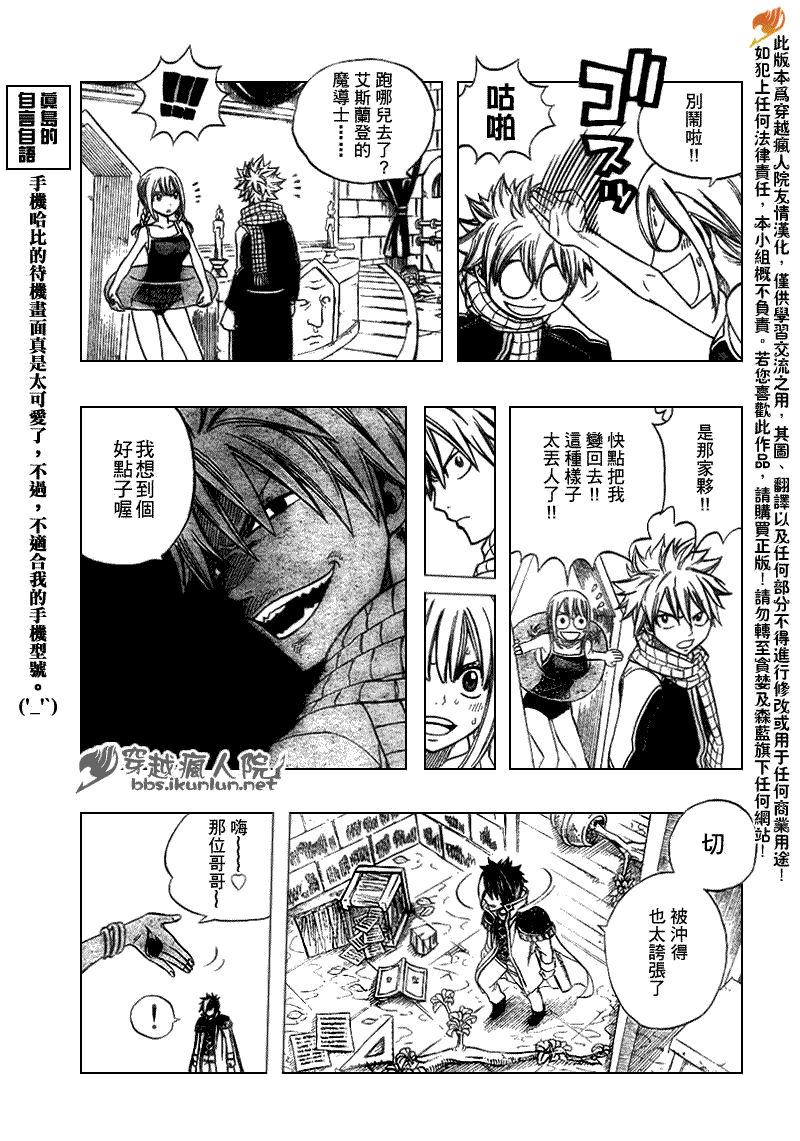 此版本爲穿越瘋人院友情漢化，僅供學習交流之用，其圖、翻譯以及任何部分不得進行修改或用于任何商業用途！
如犯上任何法律責任，本小組概不負責。若您喜歡此作品，請購買正版！請勿轉至貪婪及森藍旗下任何網站！
別鬧啦!!
ゴスッ
咕啪
跑哪兒去了？
艾斯蘭登的
魔導士……
!!!
是那家夥!!
快點把我
變回去!!
這種樣子
太丟人了!!
我想到個
好點子喔
切
被沖得
也太誇張了
嗨~~♡
那位哥哥~
！
眞島的
自言自語
手機哈比的待機畫面真是太可愛了，不過，不適合我的手機型號。
('_'`)
穿越瘋人院
bbs.ikunlun.net